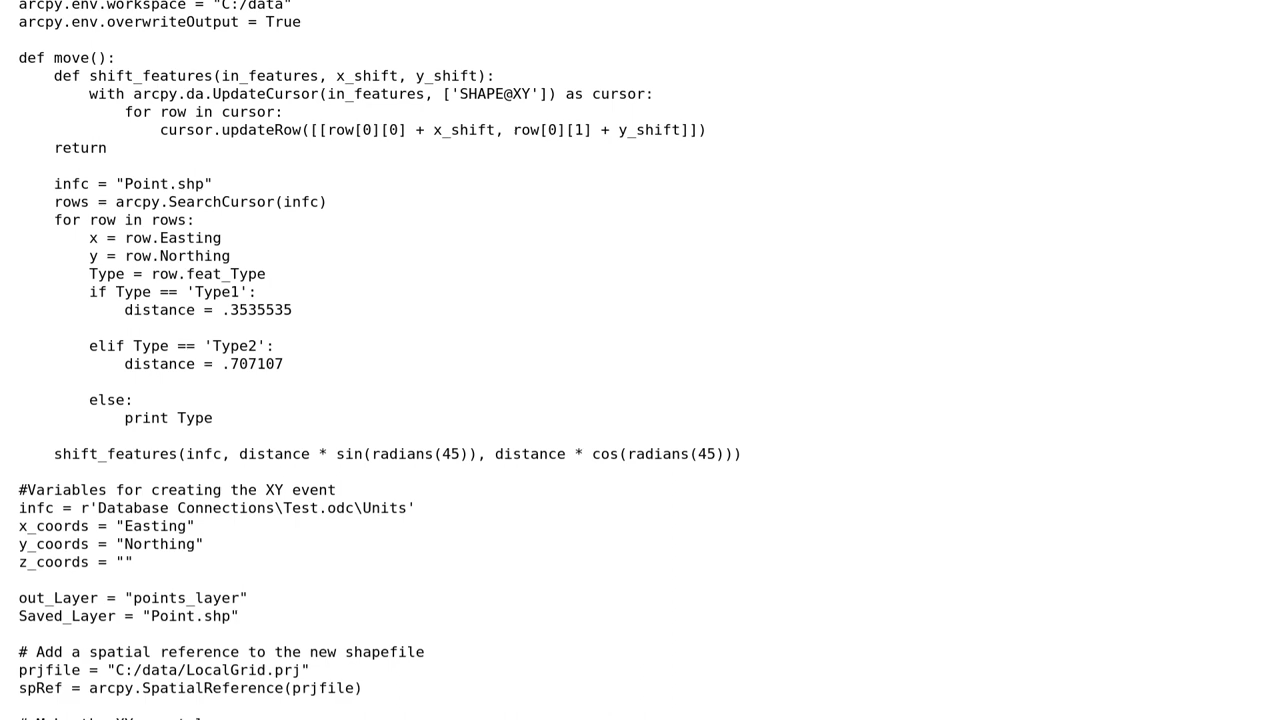 arcpy.env.workspace = "C:/data"
arcpy.env.overwriteOutput = True
def move():
    def shift_features(in_features, x_shift, y_shift):
        with arcpy.da.UpdateCursor(in_features, ['SHAPE@XY']) as cursor:
            for row in cursor:
                cursor.updateRow([[row[0][0] + x_shift, row[0][1] + y_shift]])
    return
    infc = "Point.shp"
    rows = arcpy.SearchCursor(infc)
    for row in rows:
        x = row.Easting
        y = row.Northing
        Type = row.feat_Type
        if Type == 'Type1':
            distance = .3535535
        elif Type == 'Type2':
            distance = .707107
        else:
            print Type
    shift_features(infc, distance * sin(radians(45)), distance * cos(radians(45)))
#Variables for creating the XY event
infc = r'Database Connections\Test.odc\Units'
x_coords = "Easting"
y_coords = "Northing"
z_coords = ""
out_Layer = "points_layer"
Saved_Layer = "Point.shp"
# Add a spatial reference to the new shapefile
prjfile = "C:/data/LocalGrid.prj"
spRef = arcpy.SpatialReference(prjfile)